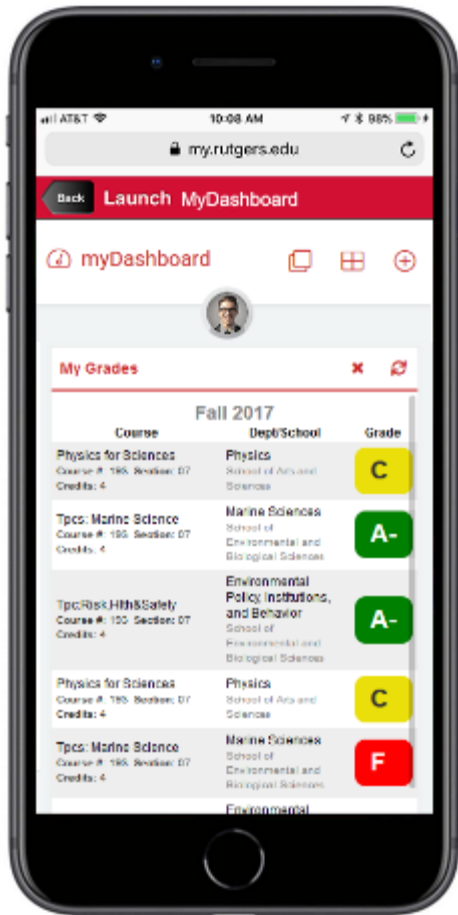 AT&T 10:08 AM 98%
my.rutgers.edu
Back Launch MyDashboard
myDashboard
My Grades
Fall 2017
Course Dept/School Grade
Physics for Sciences
Course #: 193 Section: 07
Credits: 4
Physics
School of Arts and
Sciences
C
Tpcs: Marine Science
Course #: 193 Section: 07
Credits: 4
Marine Sciences
School of
Environmental and
Biological Sciences
A-
Tpc:Risk,Hlth&Safety
Course #: 193 Section: 07
Credits: 4
Environmental
Policy, Institutions,
and Behavior
School of
Environmental and
Biological Sciences
A-
Physics for Sciences
Course #: 193 Section: 07
Credits: 4
Physics
School of Arts and
Sciences
C
Tpcs: Marine Science
Course #: 193 Section: 07
Credits: 4
Marine Sciences
School of
Environmental and
Biological Sciences
F
Environmental